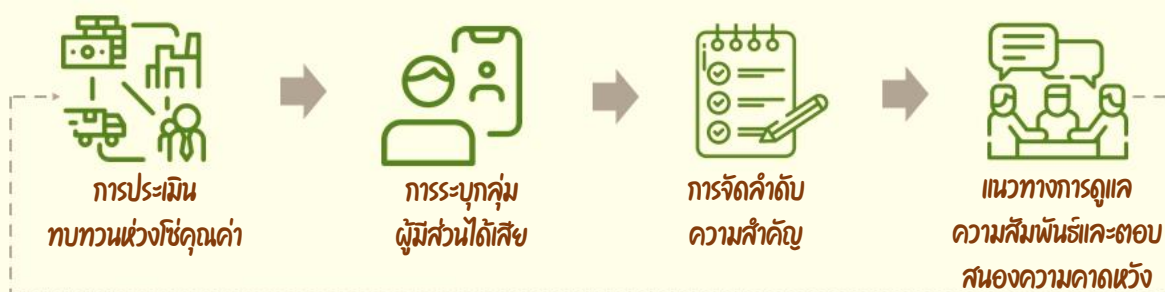 การประเมิน
ทบทวนห่วงโซ่คุณค่า
การระบุกลุ่ม
ผู้มีส่วนได้เสีย
การจัดลำดับ
ความสำคัญ
แนวทางการดูแล
ความสัมพันธ์และตอบ
สนองความคาดหวัง